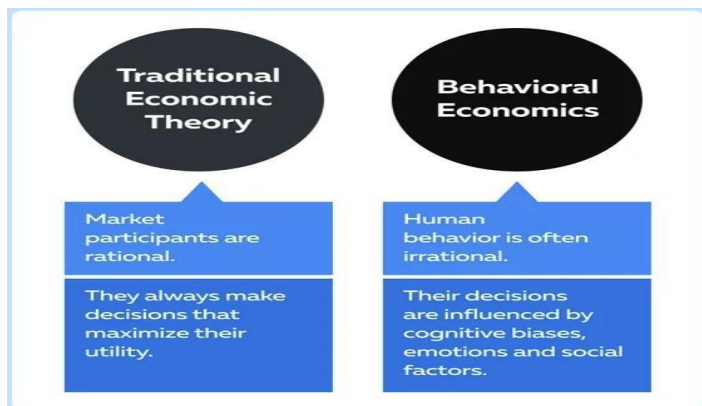 Traditional
Economic
Theory
Market
participants are
rational.
They always make
decisions that
maximize their
utility.
Behavioral
Economics
Human
behavior is often
irrational.
Their decisions
are influenced by
cognitive biases,
emotions and social
factors.